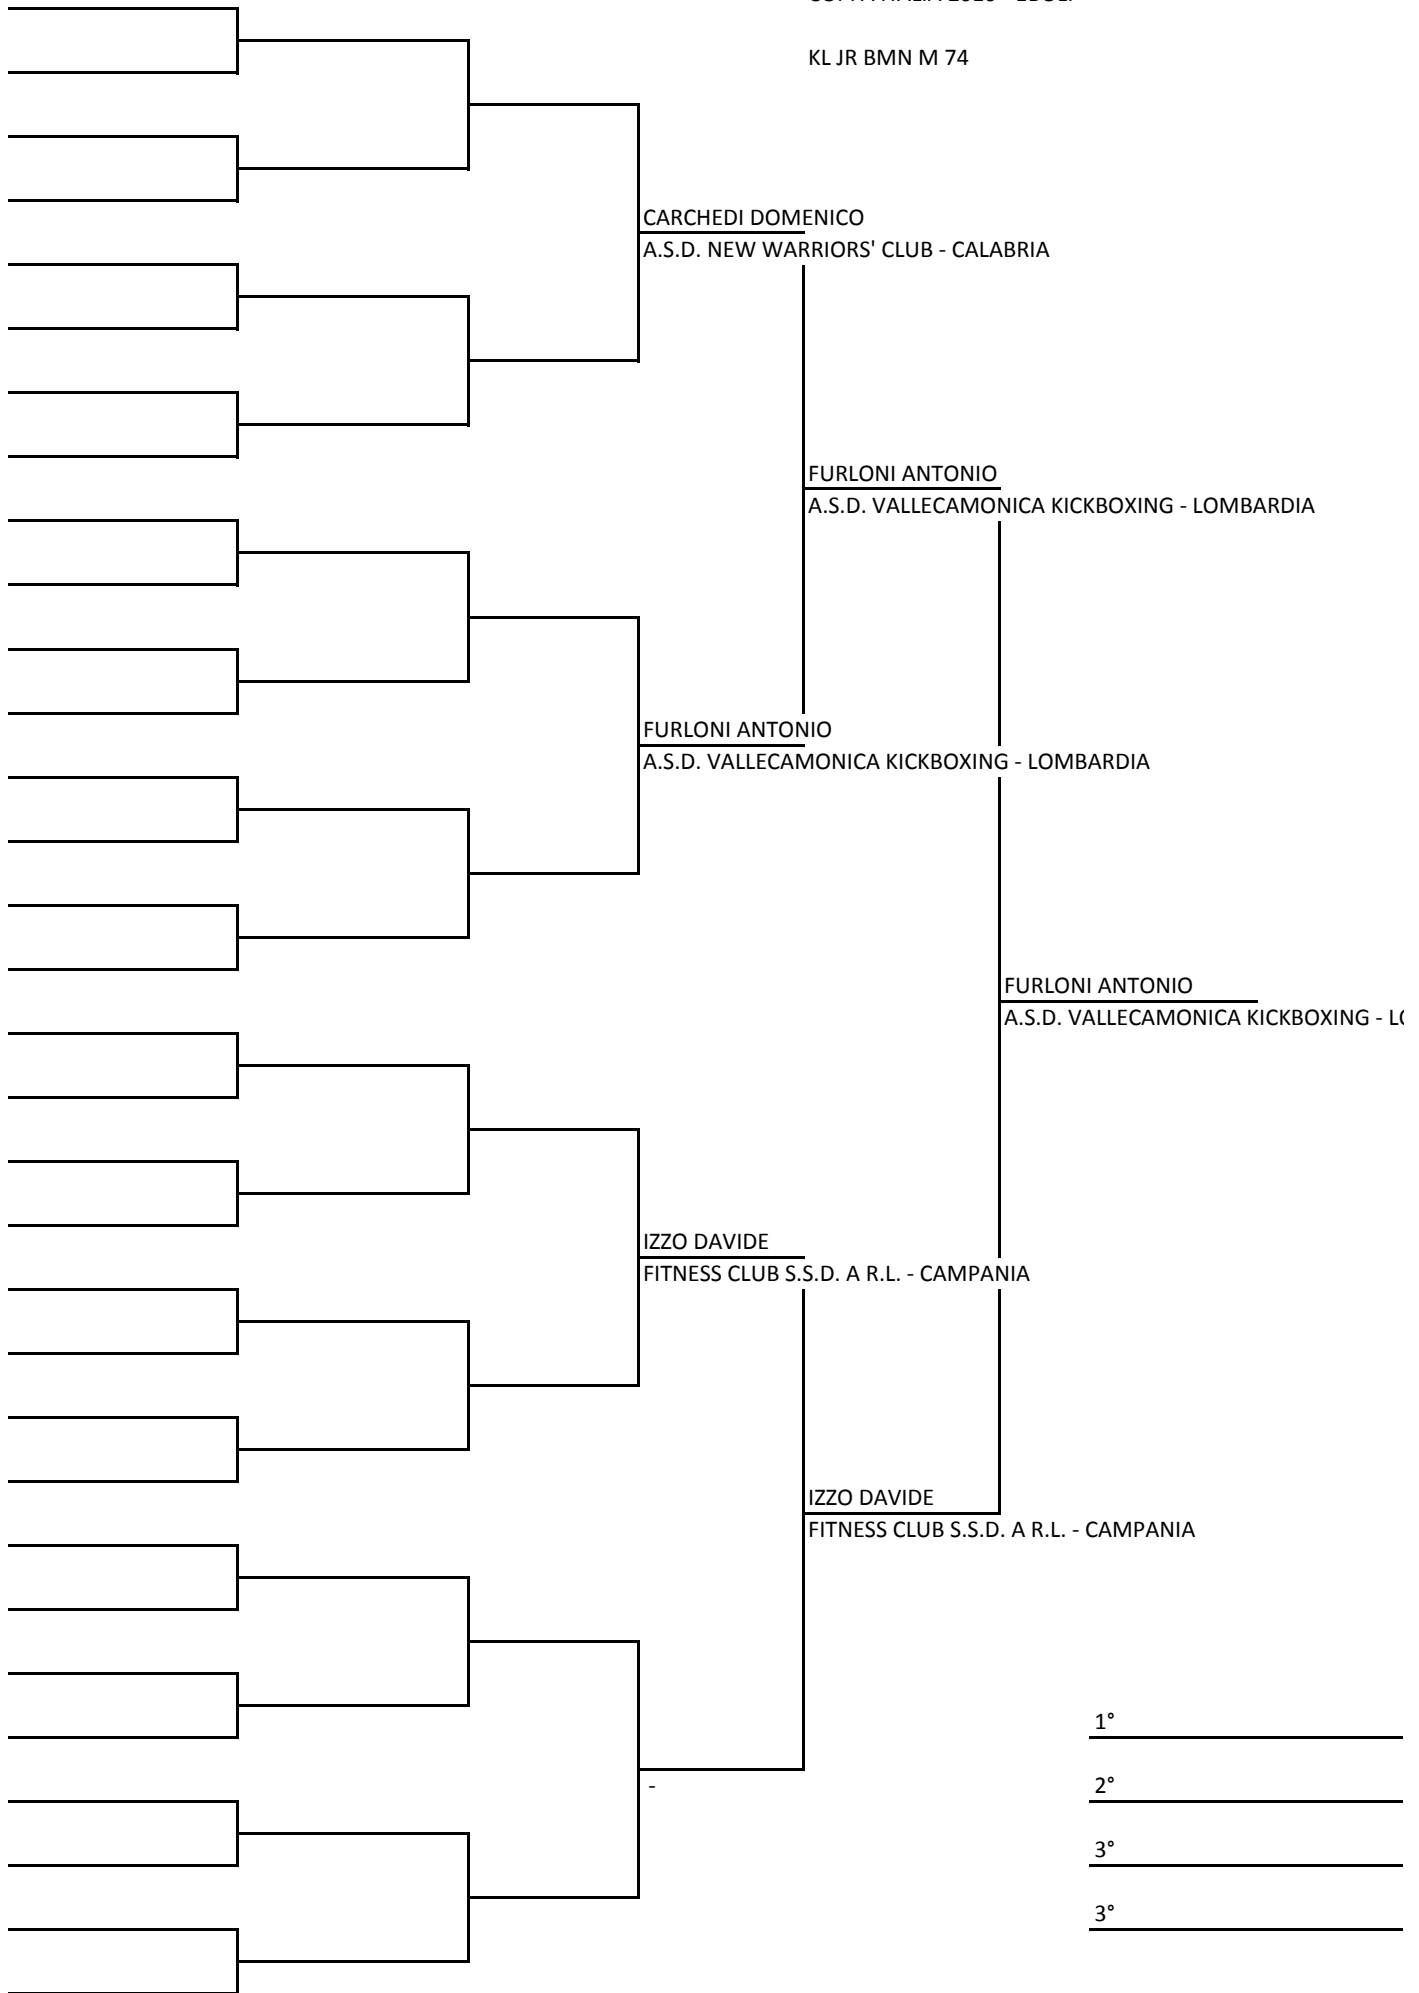 KL JR BMN M 74
CARCHEDI DOMENICO
A.S.D. NEW WARRIORS' CLUB - CALABRIA
FURLONI ANTONIO
A.S.D. VALLECAMONICA KICKBOXING - LOMBARDIA
FURLONI ANTONIO
A.S.D. VALLECAMONICA KICKBOXING - LOMBARDIA
FURLONI ANTONIO
A.S.D. VALLECAMONICA KICKBOXING -
IZZO DAVIDE
FITNESS CLUB S.S.D. A R.L. - CAMPANIA
IZZO DAVIDE
FITNESS CLUB S.S.D. A R.L. - CAMPANIA
1°
-
2°
3°
3°